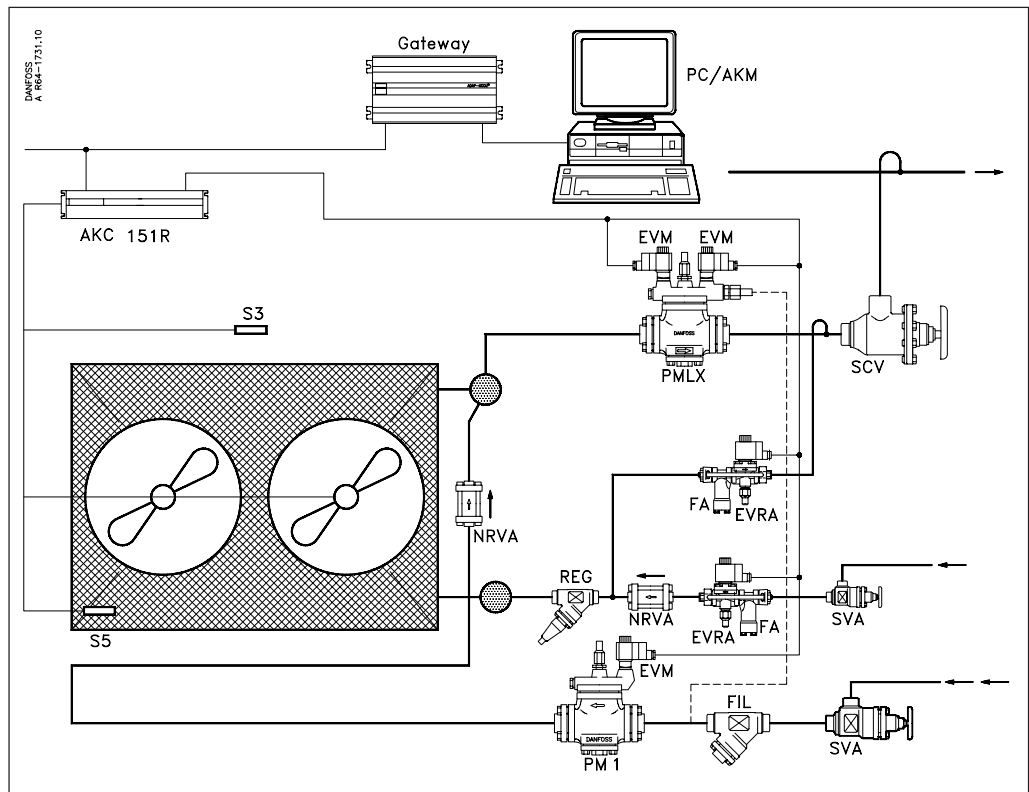 DANFOSS
A R64-1731.10
Gateway
PC/AKM
AKC 151R
EVM EVM
S3
DANFOSS
PMLX
SCV
FA
EVRA
NRVA
REG
NRVA
EVRA
FA
SVA
S5
EVM
FIL
DANFOSS
PM 1
SVA